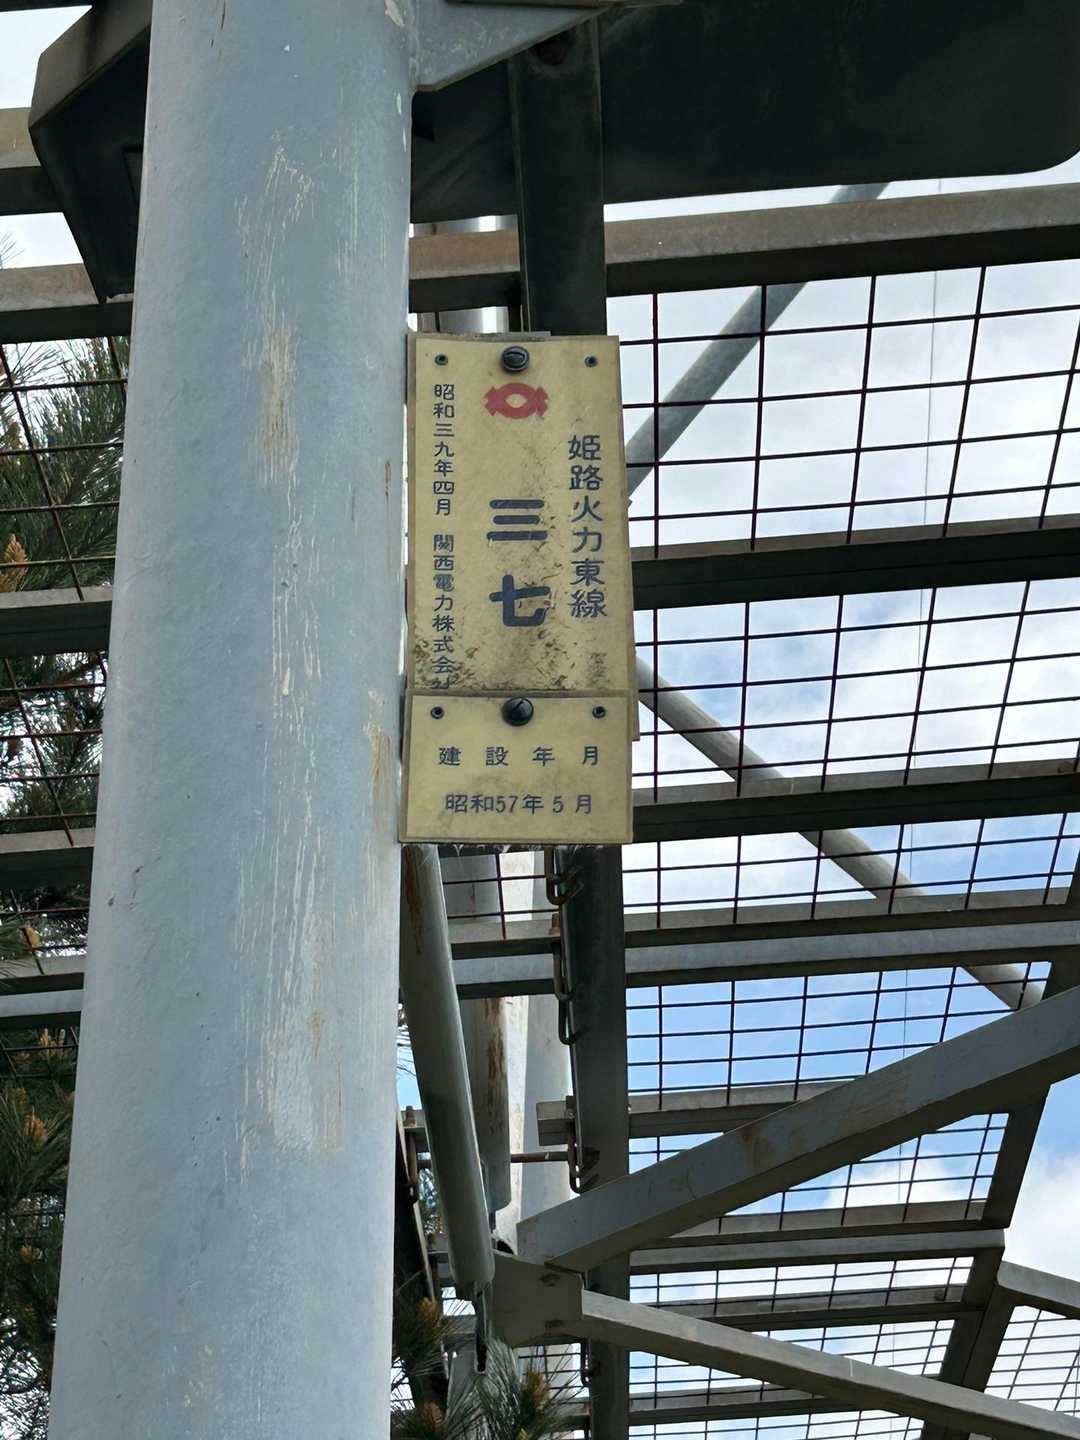 姫路火力東線
三七
昭和三九年四月 関西電力株式会社
建設年月
昭和57年5月